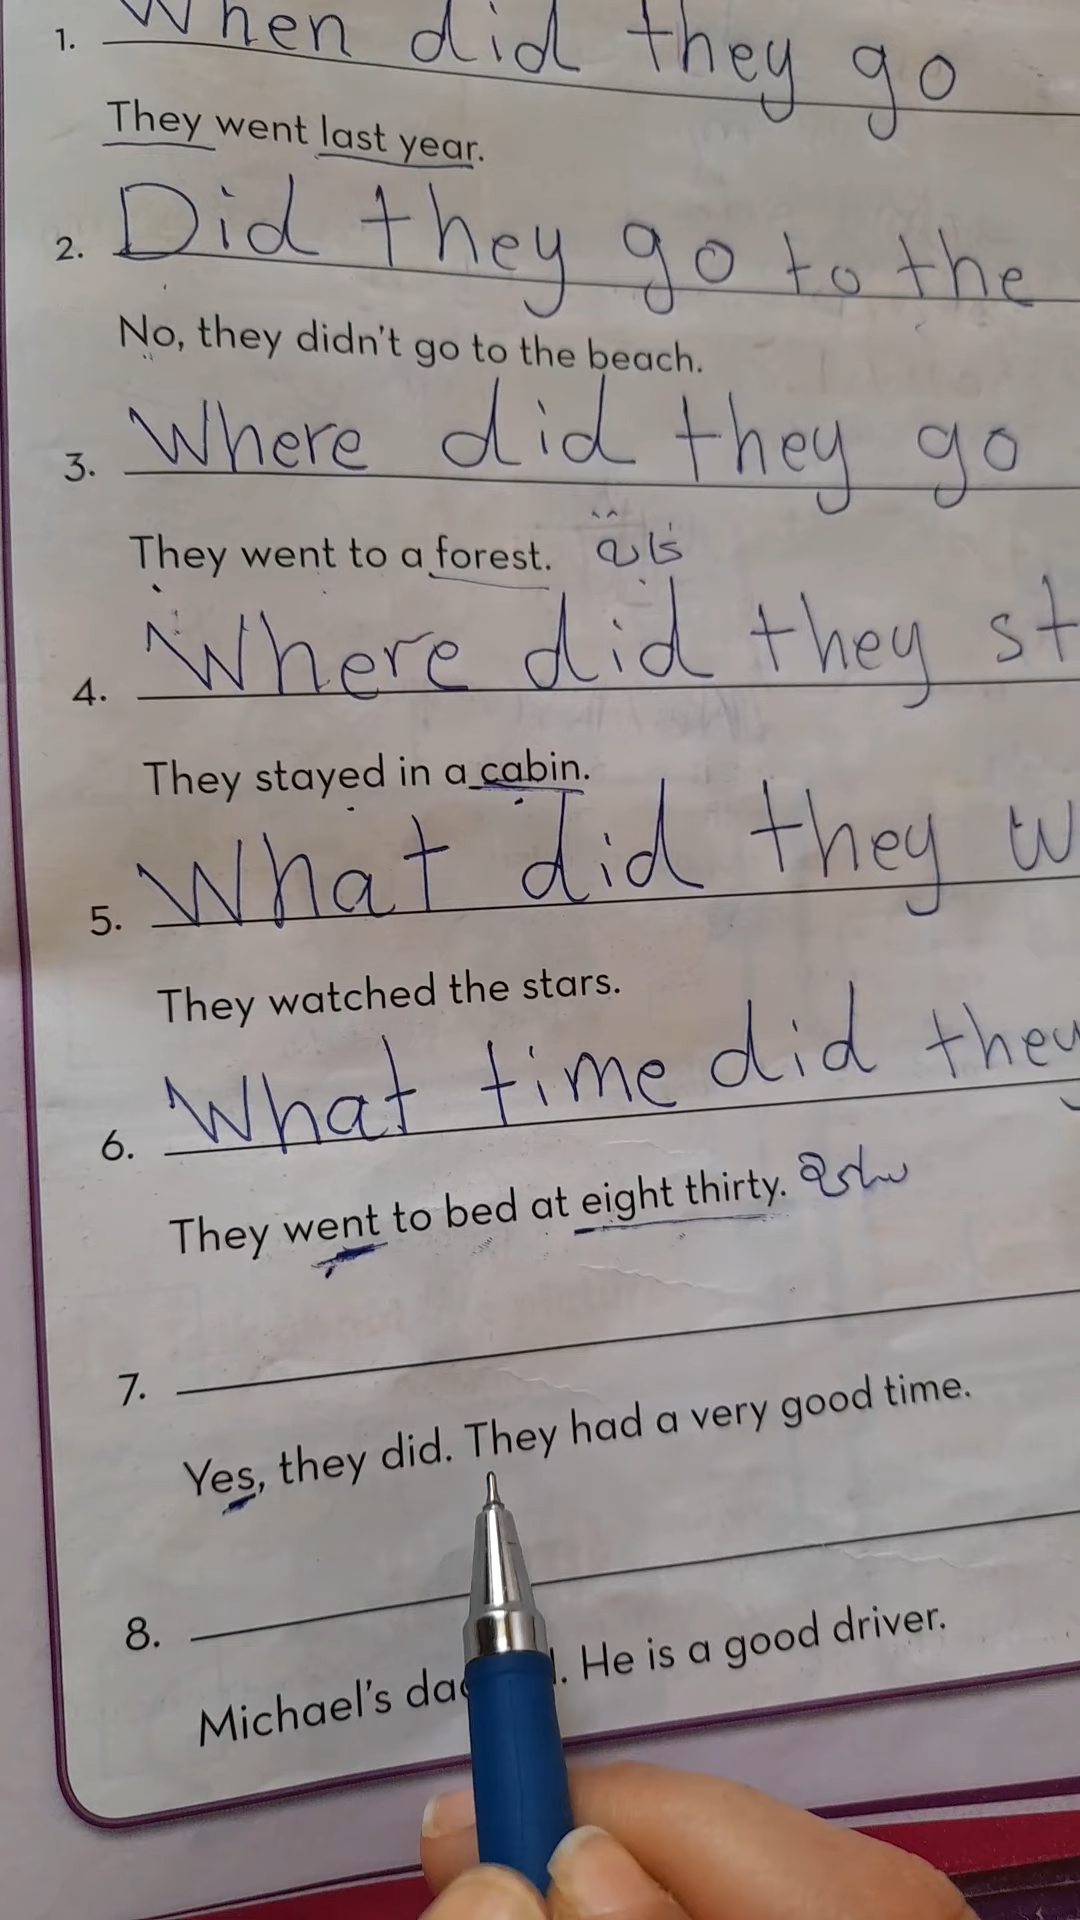 1. When did they go
They went last year.
2. Did they go to the
No, they didn't go to the beach.
3. Where did they go
They went to a forest. غابة
4. Where did they st
They stayed in a cabin.
5. What did they w
They watched the stars.
6. What time did they
They went to bed at eight thirty.
7.
Yes, they did. They had a very good time.
8.
Michael's . He is a good driver.